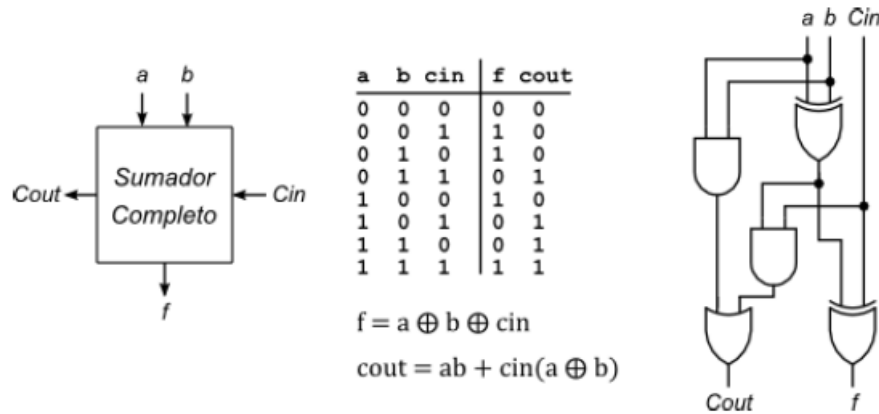 a b
Sumador
Completo
Cout
Cin
f
a b cin f cout
0 0 0 0 0
0 0 1 1 0
0 1 0 1 0
0 1 1 0 1
1 0 0 1 0
1 0 1 0 1
1 1 0 0 1
1 1 1 1 1
f = a ⊕ b ⊕ cin
cout = ab + cin(a ⊕ b)
a b Cin
Cout f